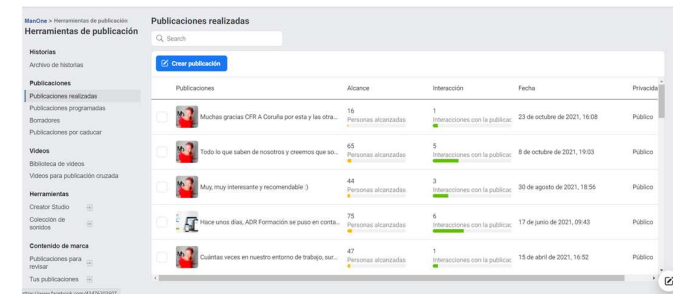 ManOne > Herramientas de publicación
Herramientas de publicación
Historias
Archivo de historias
Publicaciones
Publicaciones realizadas
Publicaciones programadas
Borradores
Publicaciones por caducar
Videos
Biblioteca de videos
Videos para publicación cruzada
Herramientas
Creator Studio
Colección de
sonidos
Contenido de marca
Publicaciones para
revisar
Tus publicaciones
Publicaciones realizadas
Search
Crear publicación
Publicaciones Alcance Interacción Fecha Privacida
Muchas gracias CFR A Coruña por esta y las otra... 16 1 23 de octubre de 2021, 16:08 Público
Personas alcanzadas Interacciones con la publicac
Todo lo que saben de nosotros y creemos que so... 65 5 8 de octubre de 2021, 19:03 Público
Personas alcanzadas Interacciones con la publicac
Muy, muy interesante y recomendable :) 44 3 30 de agosto de 2021, 18:56 Público
Personas alcanzadas Interacciones con la publicac
Hace unos días, ADR Formación se puso en conta... 75 6 17 de junio de 2021, 09:43 Público
Personas alcanzadas Interacciones con la publicac
Cuántas veces en nuestro entorno de trabajo, sur... 47 1 15 de abril de 2021, 16:52 Público
Personas alcanzadas Interacciones con la publicac